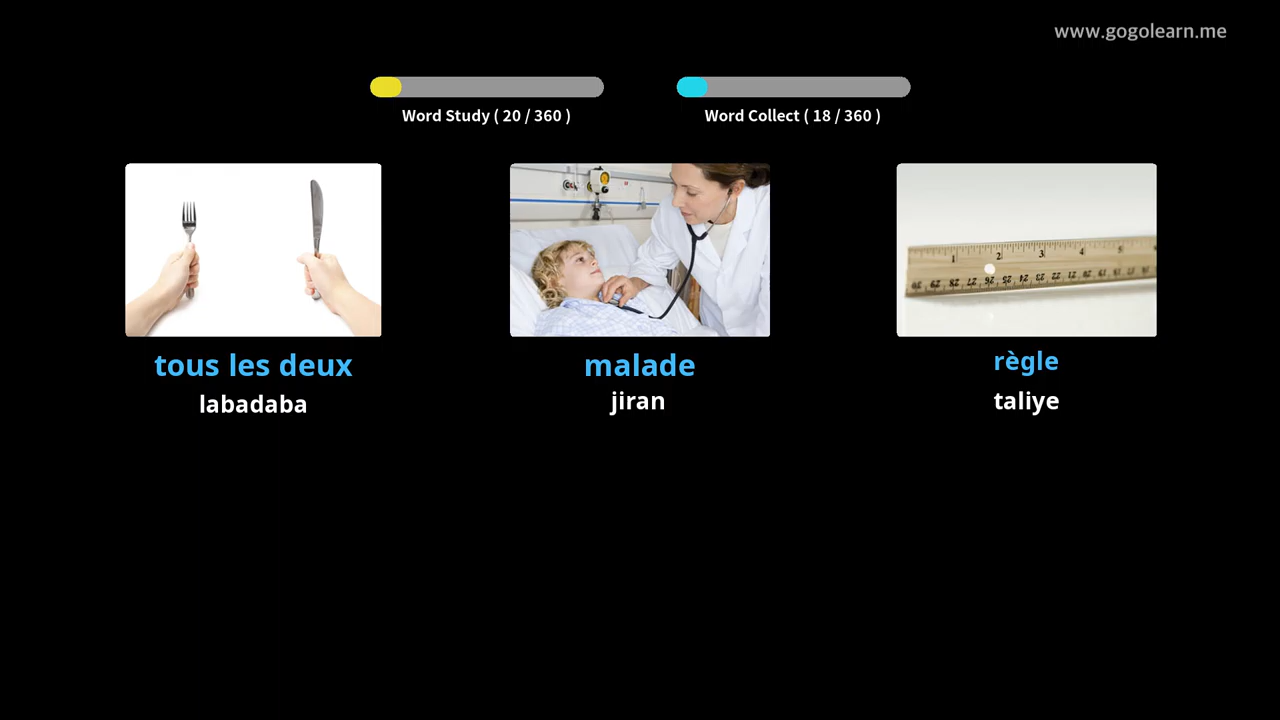 www.gogolearn.me
Word Study ( 20 / 360 )
Word Collect ( 18 / 360 )
tous les deux
labadaba
malade
jiran
règle
taliye